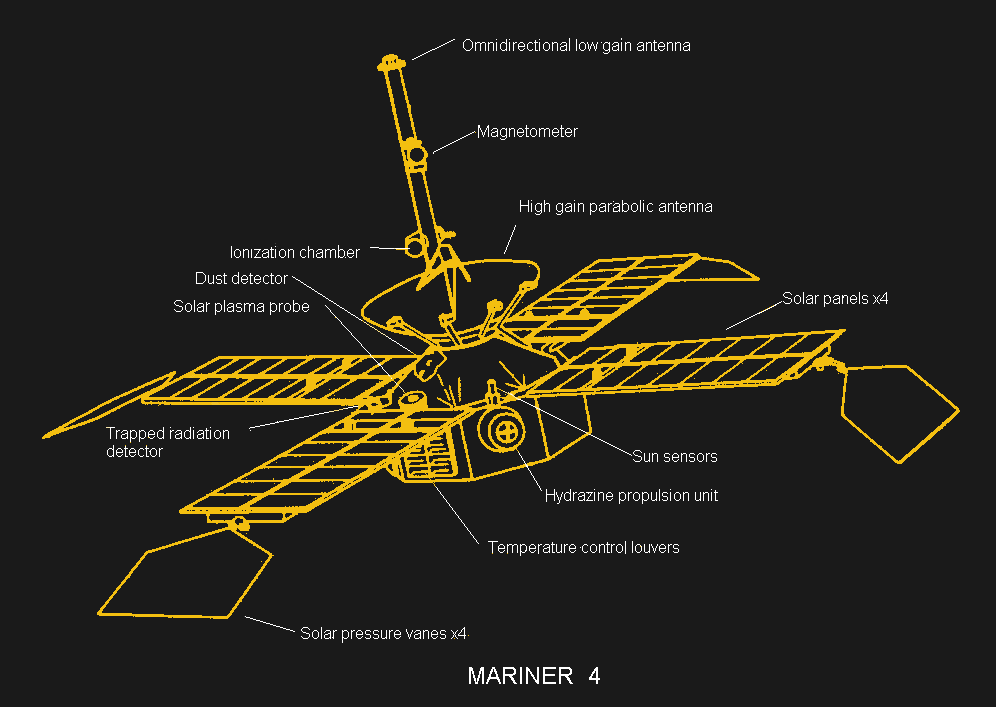 Omnidirectional low gain antenna
Magnetometer
High gain parabolic antenna
Ionization chamber
Dust detector
Solar plasma probe
Solar panels x4
Trapped radiation
detector
Sun sensors
Hydrazine propulsion unit
Temperature control louvers
Solar pressure vanes x4
MARINER 4